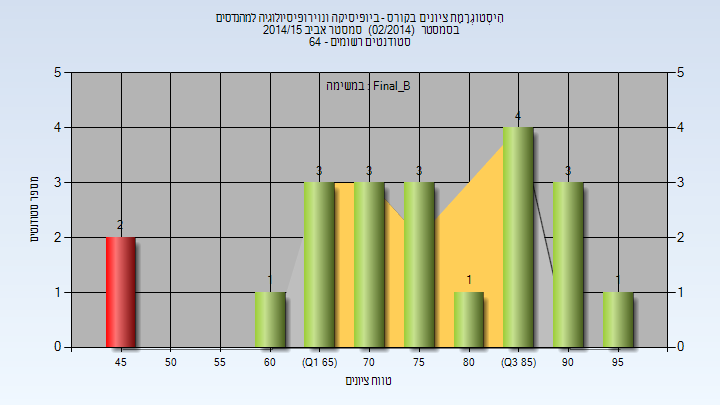 היסטוגרמת ציונים בקורס - ביופיסיקה ונוירופיסיולוגיה למהנדסים
בסמסטר (02/2014) סמסטר אביב 2014/15
סטודנטים רשומים - 64
במשימה : Final_B
מספר סטודנטים
5 5
4 4
3 3
2 2
1 1
0 0
2 1 3 3 3 1 4 3 1
45 50 55 60 (Q1 65) 70 75 80 (Q3 85) 90 95
טווח ציונים